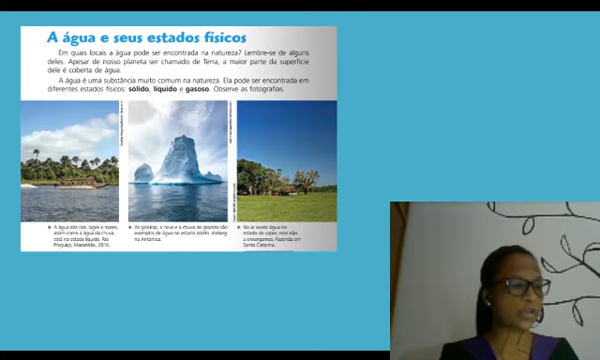 A água e seus estados físicos
Em quais locais a água pode ser encontrada na natureza? Lembre-se de alguns
deles. Apesar de nosso planeta ser chamado de Terra, a maior parte da superfície
dele é coberta de água.
A água é uma substância muito comum na natureza. Ela pode ser encontrada em
diferentes estados físicos: sólido, líquido e gasoso. Observe as fotografias.
A água dos rios, lagos e mares,
assim como a água da chuva,
está no estado líquido. Rio
Preguiça, Maranhão, 2016.
As geleiras, a neve e a chuva de granizo são
exemplos de água no estado sólido. Iceberg
na Antártica.
No ar existe água no
estado de vapor, mas não
a enxergamos. Fazenda em
Santa Catarina.